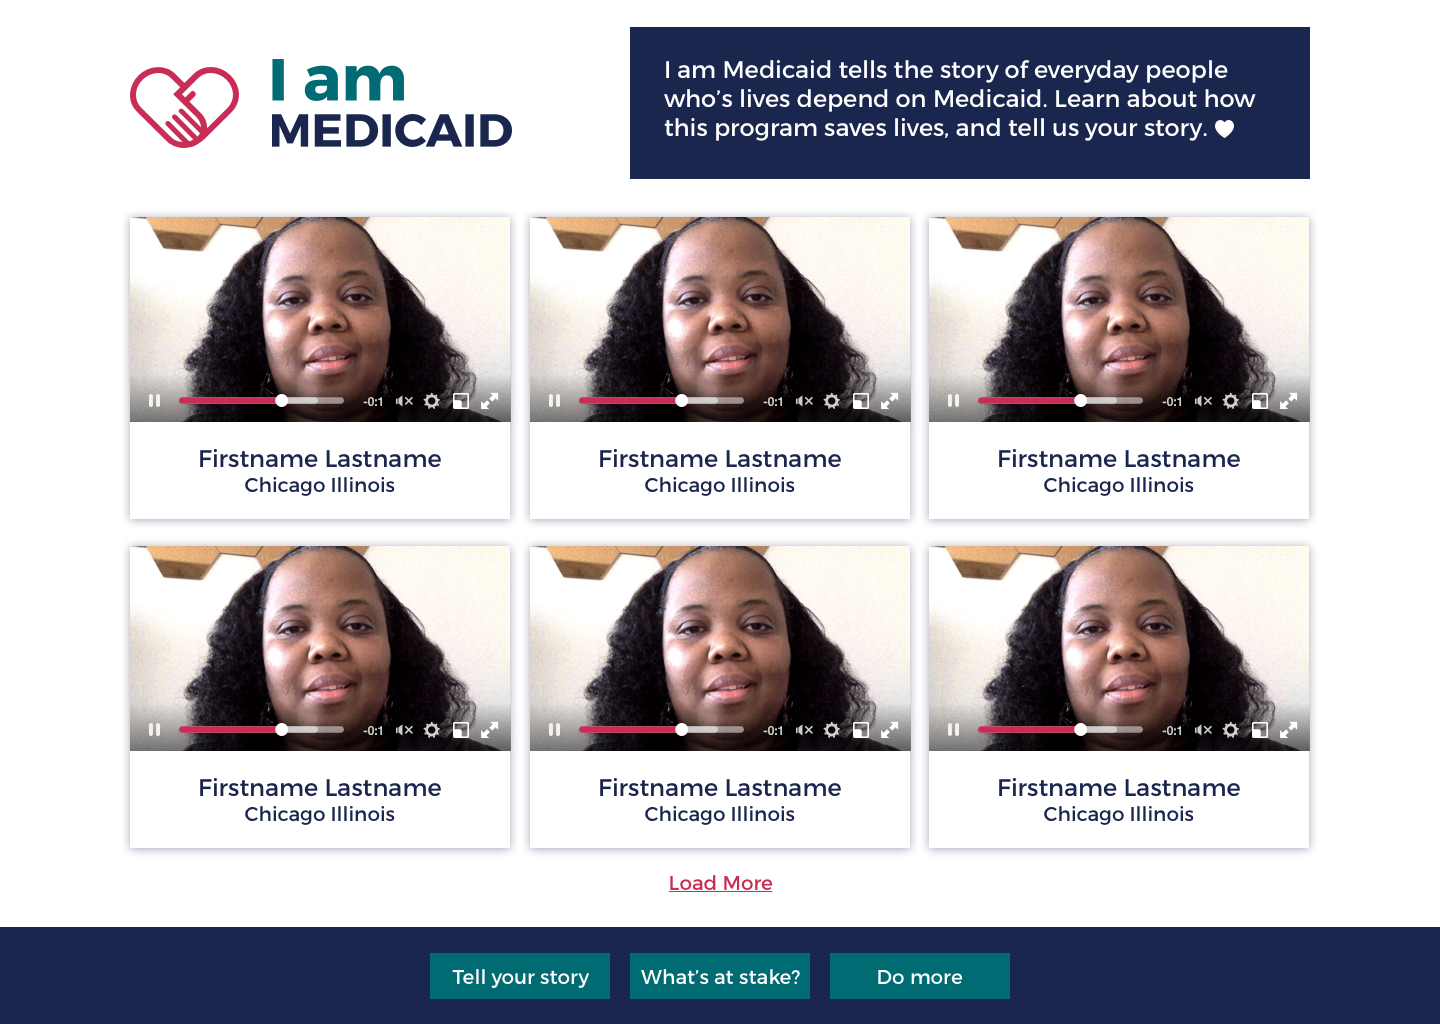 I am
MEDICAID
I am Medicaid tells the story of everyday people
who's lives depend on Medicaid. Learn about how
this program saves lives, and tell us your story.
-0:1
-0:1
-0:1
Firstname Lastname
Chicago Illinois
Firstname Lastname
Chicago Illinois
Firstname Lastname
Chicago Illinois
-0:1
-0:1
-0:1
Firstname Lastname
Chicago Illinois
Firstname Lastname
Chicago Illinois
Firstname Lastname
Chicago Illinois
Load More
Tell your story
What's at stake?
Do more